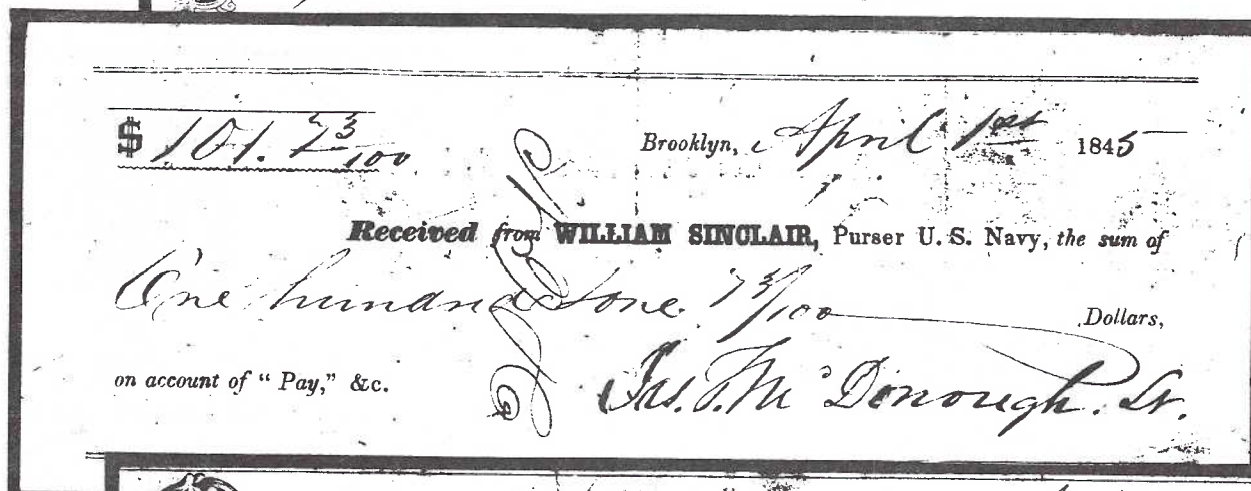 $ 101. 73/100
Brooklyn, April 1st 1845
Received from WILLIAM SINCLAIR, Purser U. S. Navy, the sum of
One hundred & one 73/100 Dollars,
on account of “ Pay,” &c.
Jas. T. McDonough. Lt.